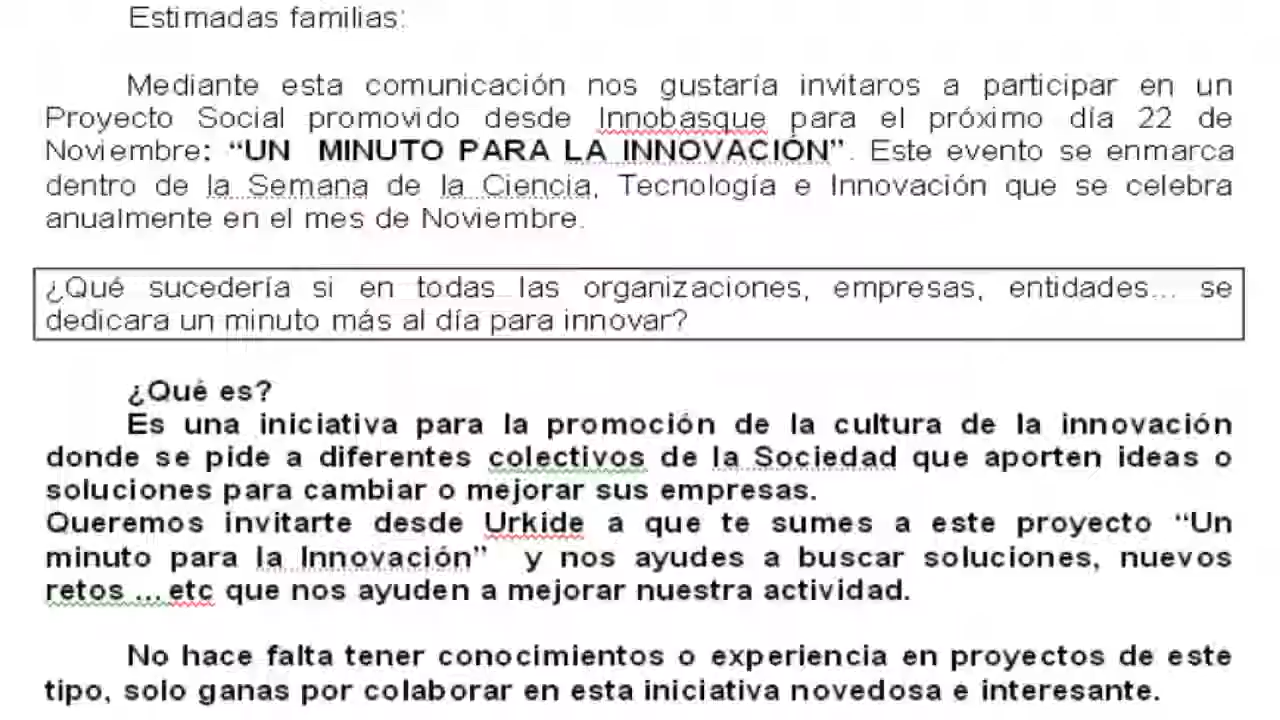 Estimadas familias:
Mediante esta comunicación nos gustaría invitaros a participar en un
Proyecto Social promovido desde Innobasque para el próximo día 22 de
Noviembre: “UN MINUTO PARA LA INNOVACIÓN”. Este evento se enmarca
dentro de la Semana de la Ciencia, Tecnología e Innovación que se celebra
anualmente en el mes de Noviembre.
¿Qué sucedería si en todas las organizaciones, empresas, entidades... se
dedicara un minuto más al día para innovar?
¿Qué es?
Es una iniciativa para la promoción de la cultura de la innovación
donde se pide a diferentes colectivos de la Sociedad que aporten ideas o
soluciones para cambiar o mejorar sus empresas.
Queremos invitarte desde Urkide a que te sumes a este proyecto “Un
minuto para la Innovación” y nos ayudes a buscar soluciones, nuevos
retos ... etc que nos ayuden a mejorar nuestra actividad.
No hace falta tener conocimientos o experiencia en proyectos de este
tipo, solo ganas por colaborar en esta iniciativa novedosa e interesante.